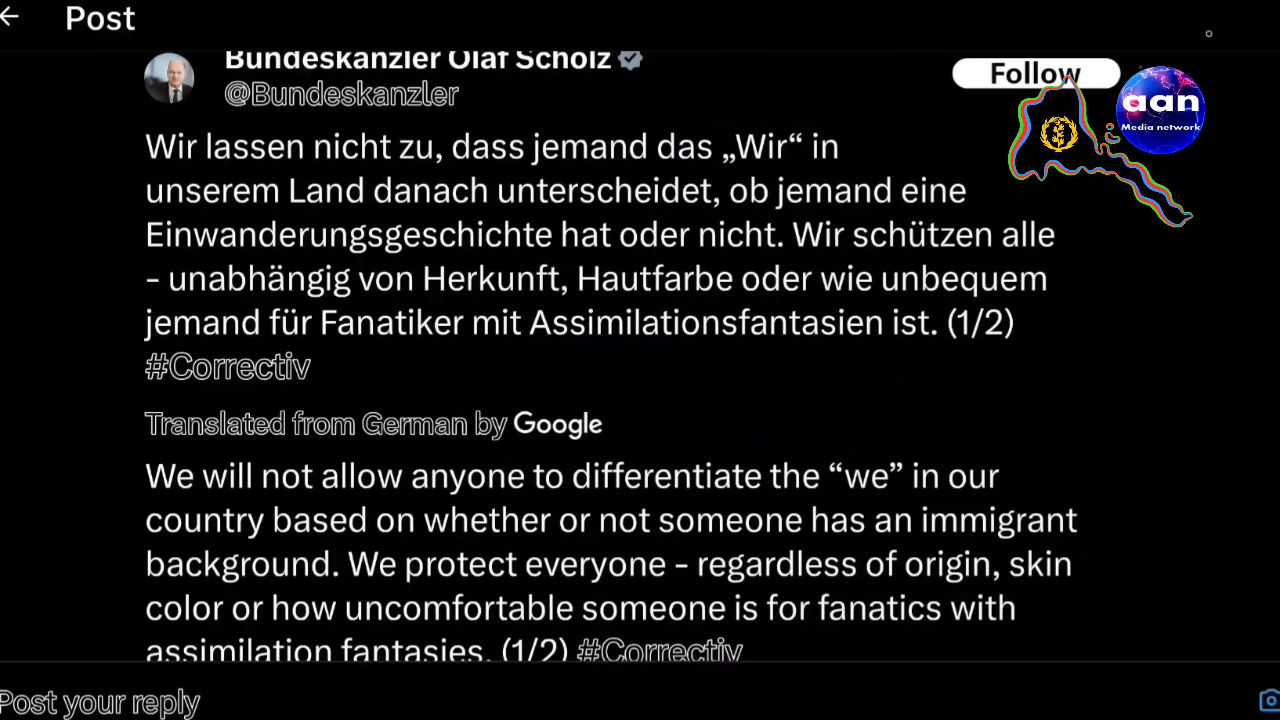 Post
Bundeskanzler Olaf Scholz
@Bundeskanzler
Follow
aan
Media network
Wir lassen nicht zu, dass jemand das „Wir“ in
unserem Land danach unterscheidet, ob jemand eine
Einwanderungsgeschichte hat oder nicht. Wir schützen alle
- unabhängig von Herkunft, Hautfarbe oder wie unbequem
jemand für Fanatiker mit Assimilationsfantasien ist. (1/2)
#Correctiv
Translated from German by Google
We will not allow anyone to differentiate the “we” in our
country based on whether or not someone has an immigrant
background. We protect everyone - regardless of origin, skin
color or how uncomfortable someone is for fanatics with
assimilation fantasies. (1/2) #Correctiv
Post your reply